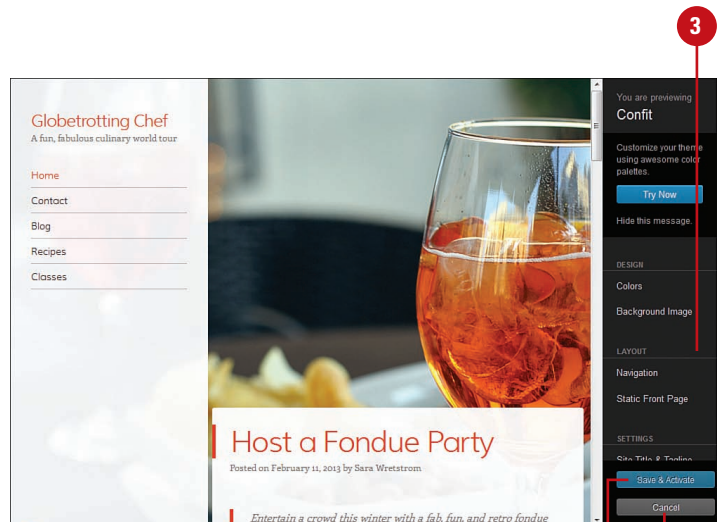 3
Globetrotting Chef
A fun, fabulous culinary world tour
Home
Contact
Blog
Recipes
Classes
Host a Fondue Party
Posted on February 11, 2013 by Sara Wretstrom
Entertain a crowd this winter with a fab, fun, and retro fondue
You are previewing
Confit
Customize your theme
using awesome color
palettes.
Try Now
Hide this message.
DESIGN
Colors
Background Image
LAYOUT
Navigation
Static Front Page
SETTINGS
Site Title & Tagline
Save & Activate
Cancel